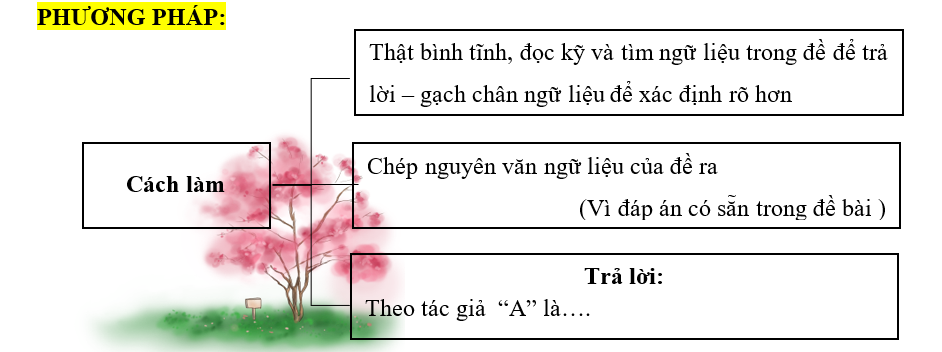 PHƯƠNG PHÁP:
Thật bình tĩnh, đọc kỹ và tìm ngữ liệu trong đề để trả
lời – gạch chân ngữ liệu để xác định rõ hơn
Cách làm
Chép nguyên văn ngữ liệu của đề ra
(Vì đáp án có sẵn trong đề bài )
Trả lời:
Theo tác giả “A” là….